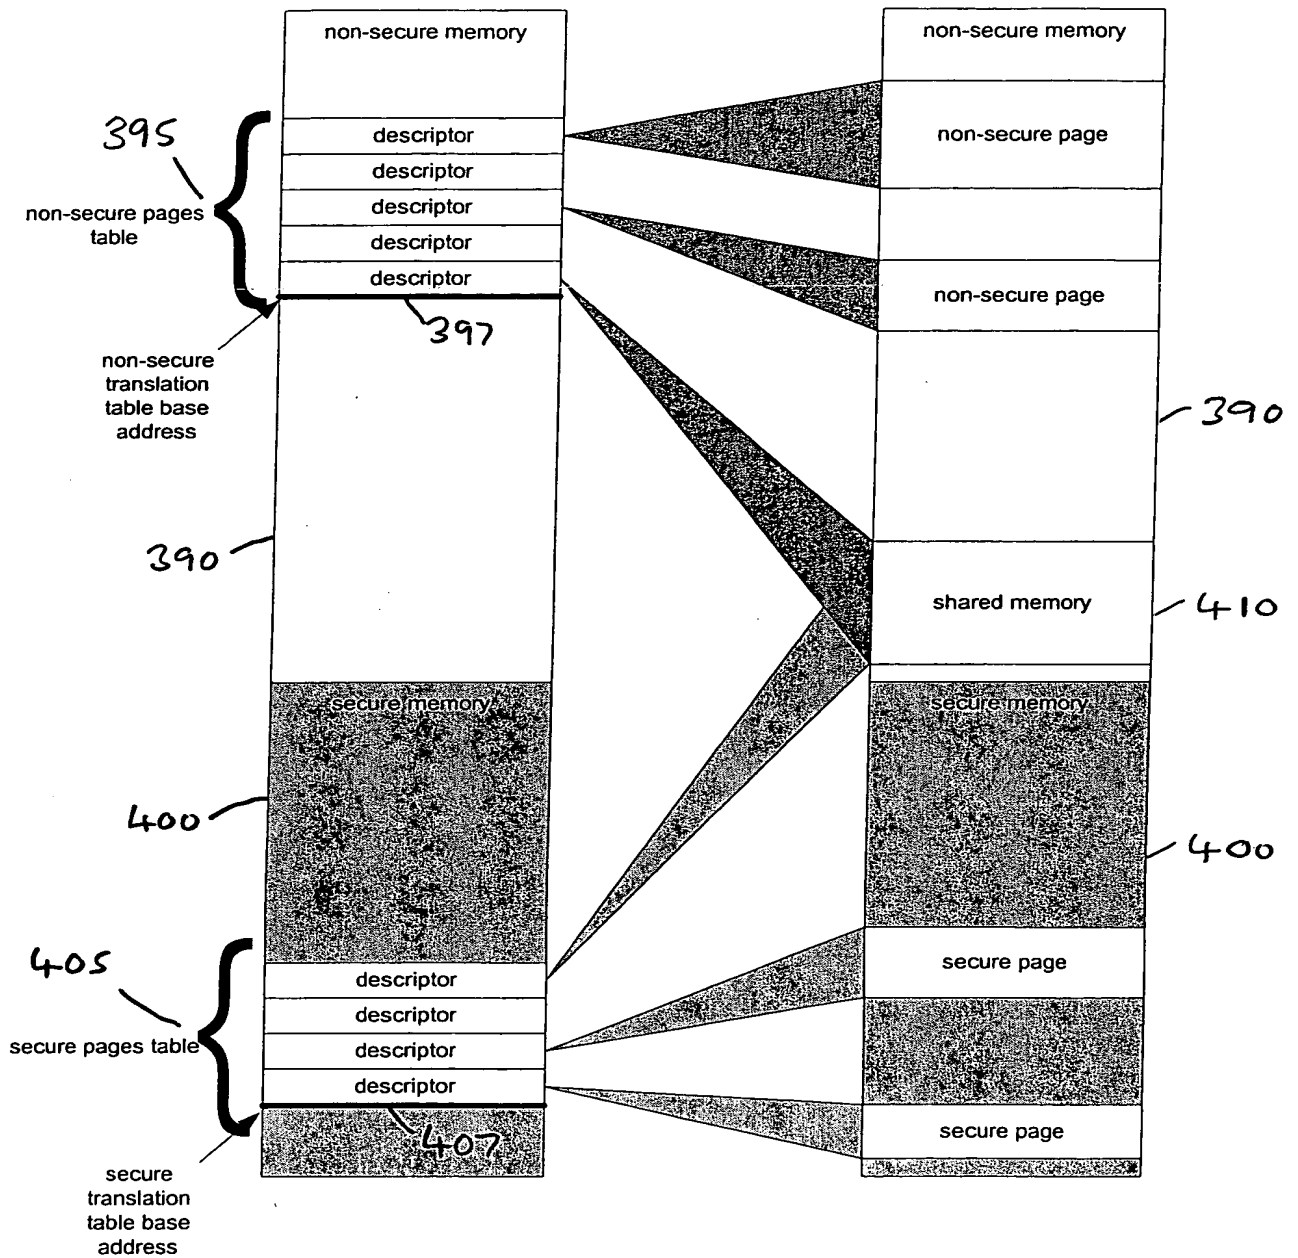 non-secure memory
descriptor
descriptor
descriptor
descriptor
descriptor
395
non-secure pages
table
397
non-secure
translation
table base
address
390
secure memory
400
descriptor
descriptor
descriptor
descriptor
405
secure pages table
407
secure
translation
table base
address
non-secure memory
non-secure page
non-secure page
390
shared memory
410
secure memory
400
secure page
secure page